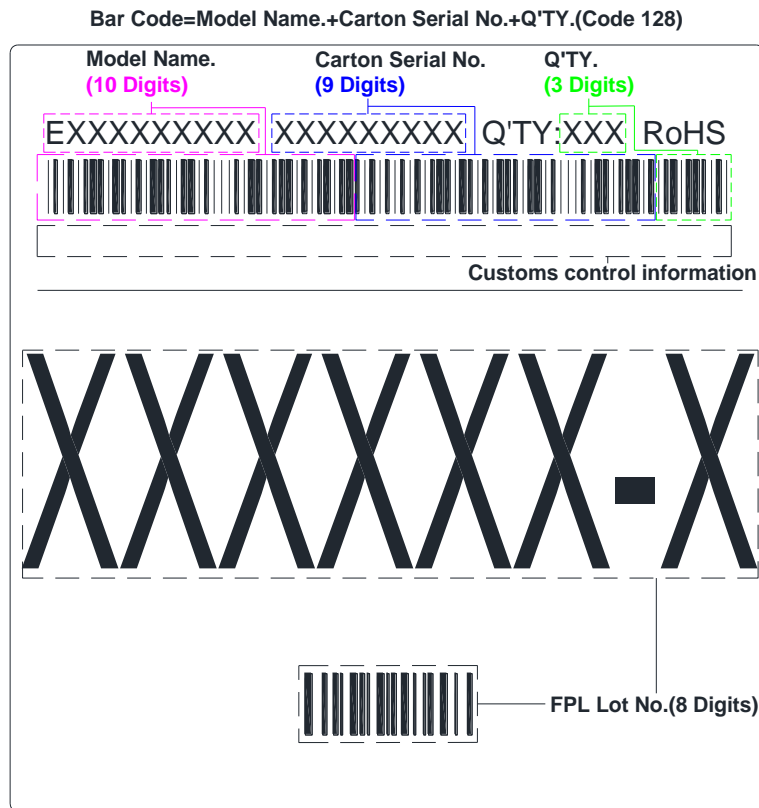 Bar Code=Model Name.+Carton Serial No.+Q'TY.(Code 128)
Model Name. Carton Serial No. Q'TY.
(10 Digits) (9 Digits) (3 Digits)
EXXXXXXXXX XXXXXXXXX Q'TY:XXX RoHS
Customs control information
XXXXXX-X
FPL Lot No.(8 Digits)